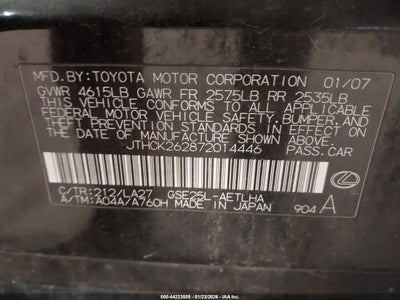 MFD.BY:TOYOTA MOTOR CORPORATION 01/07
GVWR 4615LB GAWR FR 2575LB RR 2535LB
THIS VEHICLE CONFORMS TO ALL APPLICABLE
FEDERAL MOTOR VEHICLE SAFETY,BUMPER,AND
THEFT PREVENTION STANDARDS IN EFFECT ON
THE DATE OF MANUFACTURE SHOWN ABOVE.
JTHCK262872014446 PASS.CAR
C/TR:212/LA27 GSE25L-AETLHA
A/TM:A04A/A760H MADE IN JAPAN 904 A
000-44223505 - 01/23/2026 - IAA Holdings, LLC